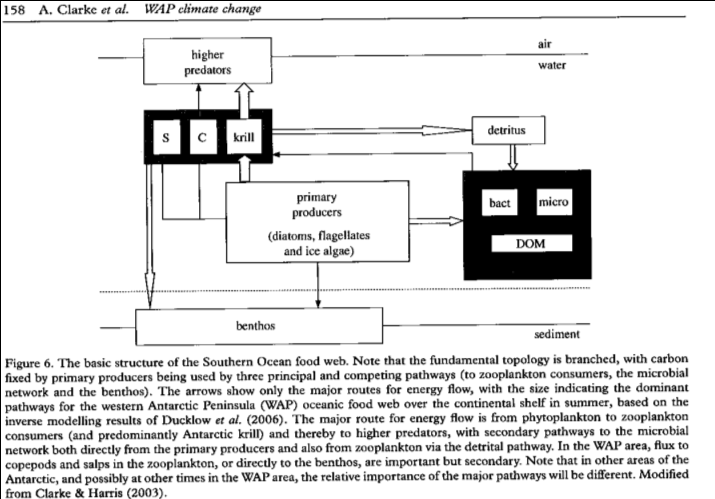 158 A. Clarke et al. WAP climate change
air
higher
predators
water
S C krill
detritus
primary
producers
(diatoms, flagellates
and ice algae)
bact micro
DOM
benthos
sediment
Figure 6. The basic structure of the Southern Ocean food web. Note that the fundamental topology is branched, with carbon
fixed by primary producers being used by three principal and competing pathways (to zooplankton consumers, the microbial
network and the benthos). The arrows show only the major routes for energy flow, with the size indicating the dominant
pathways for the western Antarctic Peninsula (WAP) oceanic food web over the continental shelf in summer, based on the
inverse modelling results of Ducklow et al. (2006). The major route for energy flow is from phytoplankton to zooplankton
consumers (and predominantly Antarctic krill) and thereby to higher predators, with secondary pathways to the microbial
network both directly from the primary producers and also from zooplankton via the detrital pathway. In the WAP area, flux to
copepods and salps in the zooplankton, or directly to the benthos, are important but secondary. Note that in other areas of the
Antarctic, and possibly at other times in the WAP area, the relative importance of the major pathways will be different. Modified
from Clarke & Harris (2003).